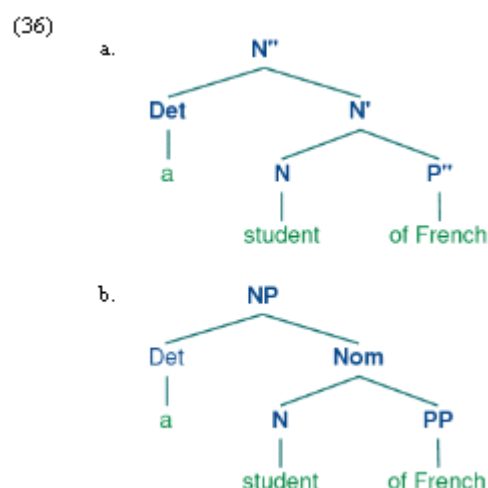 (36)
a. N"
Det N'
a N P"
student of French
b. NP
Det Nom
a N PP
student of French